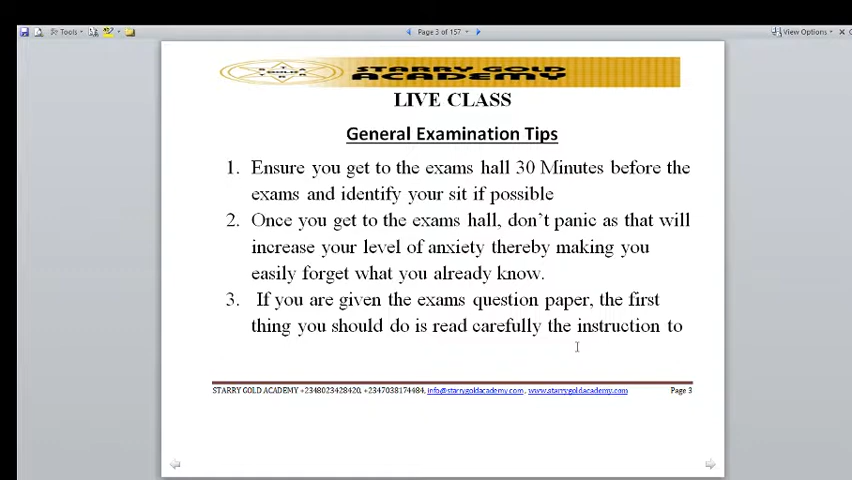 Tools
Page 3 of 157
View Options
STARRY GOLD
ACADEMY
LIVE CLASS
General Examination Tips
1. Ensure you get to the exams hall 30 Minutes before the
exams and identify your sit if possible
2. Once you get to the exams hall, don't panic as that will
increase your level of anxiety thereby making you
easily forget what you already know.
3. If you are given the exams question paper, the first
thing you should do is read carefully the instruction to
STARRY GOLD ACADEMY +2348023428420, +2347038174484, info@starrygoldacademy.com, www.starrygoldacademy.com Page 3